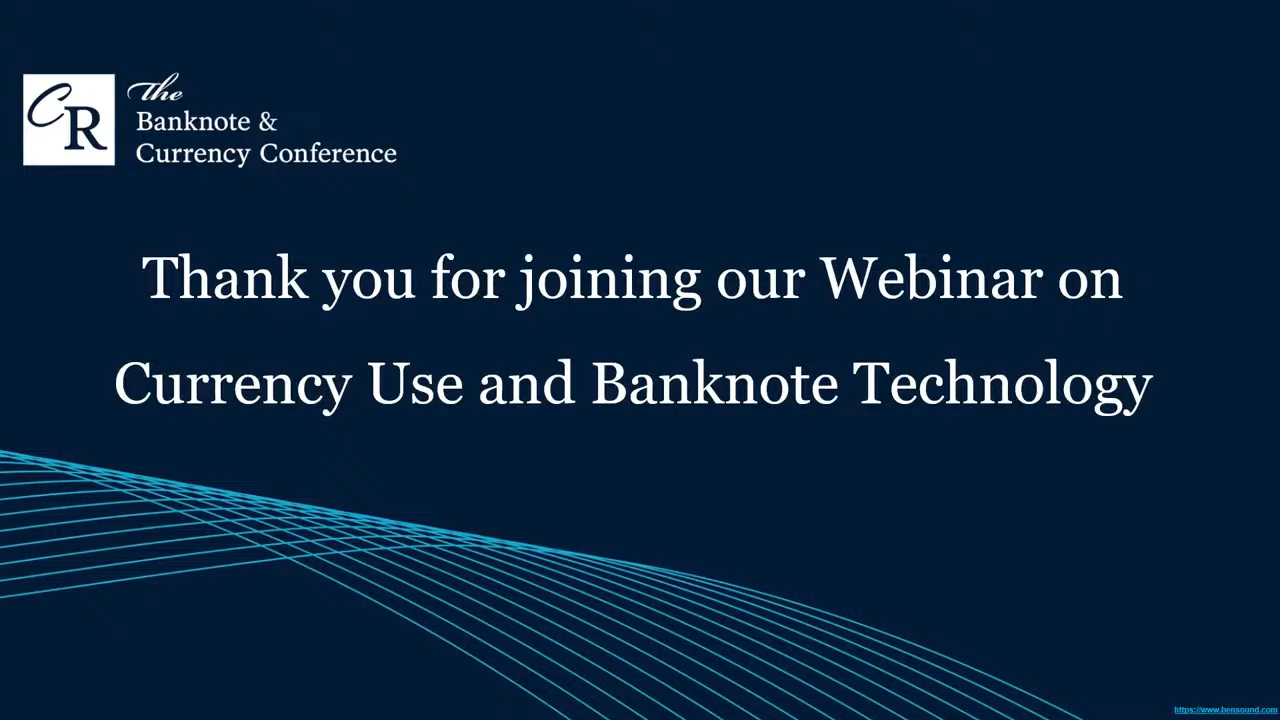 CR
the
Banknote &
Currency Conference
Thank you for joining our Webinar on
Currency Use and Banknote Technology
https://www.bensound.com